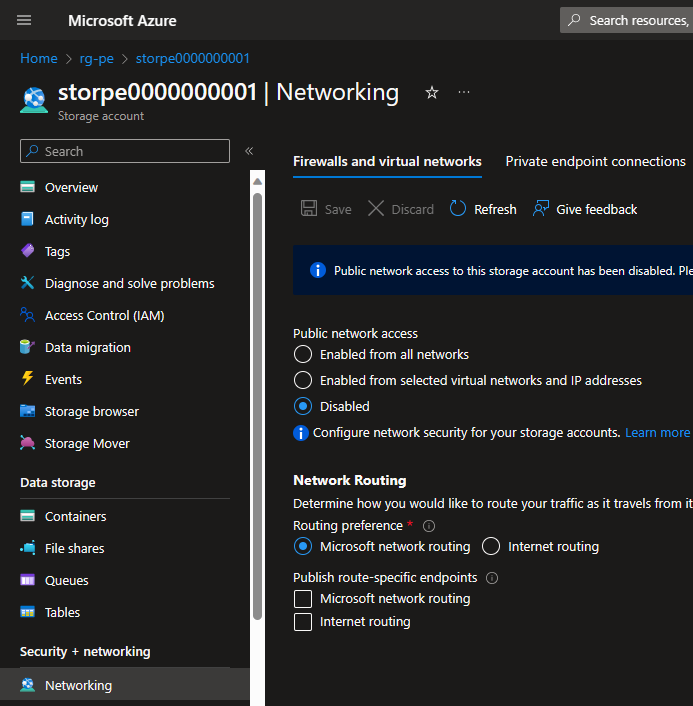 Microsoft Azure
Search resources,
Home > rg-pe > storpe0000000001
storpe0000000001 | Networking
Storage account
Search
Overview
Activity log
Tags
Diagnose and solve problems
Access Control (IAM)
Data migration
Events
Storage browser
Storage Mover
Data storage
Containers
File shares
Queues
Tables
Security + networking
Networking
Firewalls and virtual networks Private endpoint connections
Save Discard Refresh Give feedback
Public network access to this storage account has been disabled. Ple
Public network access
Enabled from all networks
Enabled from selected virtual networks and IP addresses
Disabled
Configure network security for your storage accounts. Learn more
Network Routing
Determine how you would like to route your traffic as it travels from it
Routing preference *
Microsoft network routing Internet routing
Publish route-specific endpoints
Microsoft network routing
Internet routing